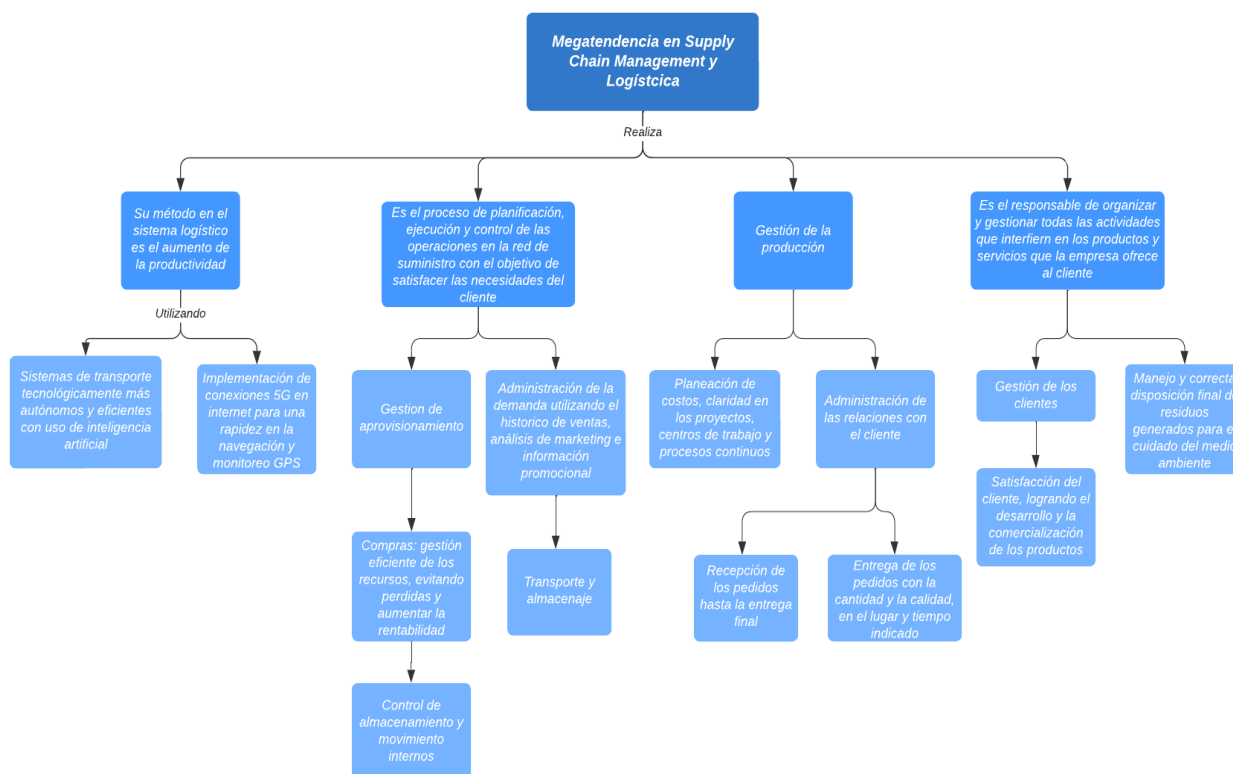 Megatendencia en Supply
Chain Management y
Logístcica
Realiza
Su método en el
sistema logístico
es el aumento de
la productividad
Es el proceso de planificación,
ejecución y control de las
operaciones en la red de
suministro con el objetivo de
satisfacer las necesidades del
cliente
Gestión de la
producción
Es el responsable de organizar
y gestionar todas las actividades
que interfiern en los productos y
servicios que la empresa ofrece
al cliente
Utilizando
Sistemas de transporte
tecnológicamente más
autónomos y eficientes
con uso de inteligencia
artificial
Implementación de
conexiones 5G en
internet para una
rapidez en la
navegación y
monitoreo GPS
Gestion de
aprovisionamiento
Administración de la
demanda utilizando el
historico de ventas,
análisis de marketing e
información
promocional
Planeación de
costos, claridad en
los proyectos,
centros de trabajo y
procesos continuos
Administración de
las relaciones con
el cliente
Gestión de los
clientes
Manejo y correcta
disposición final de
residuos
generados para el
cuidado del medio
ambiente
Compras: gestión
eficiente de los
recursos, evitando
perdidas y
aumentar la
rentabilidad
Transporte y
almacenaje
Recepción de
los pedidos
hasta la entrega
final
Entrega de los
pedidos con la
cantidad y la calidad,
en el lugar y tiempo
indicado
Satisfacción del
cliente, logrando el
desarrollo y la
comercialización
de los productos
Control de
almacenamiento y
movimiento
internos